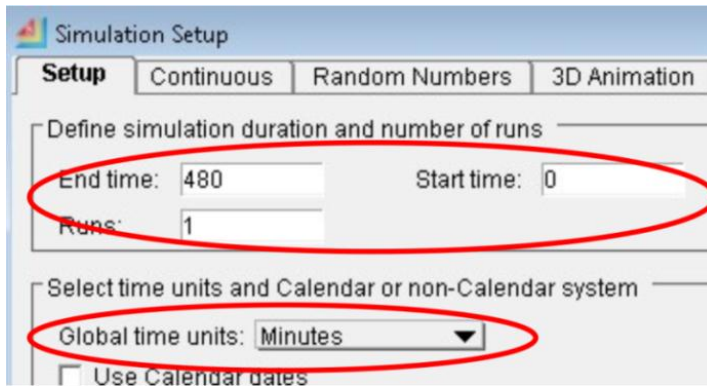 Simulation Setup
Setup Continuous Random Numbers 3D Animation
Define simulation duration and number of runs
End time: 480 Start time: 0
Runs: 1
Select time units and Calendar or non-Calendar system
Global time units: Minutes
Use Calendar dates